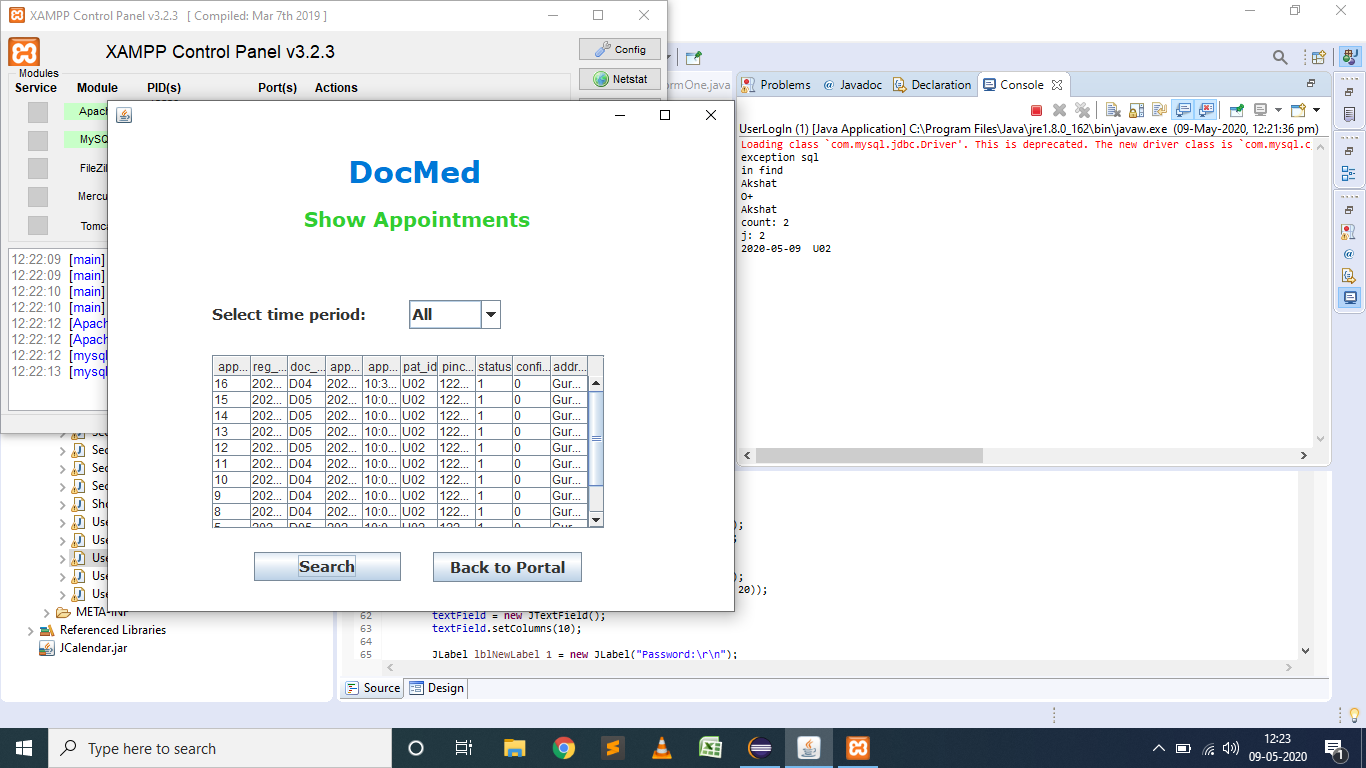 XAMPP Control Panel v3.2.3 [ Compiled: Mar 7th 2019 ]
XAMPP Control Panel v3.2.3
Config
Netstat
Modules
Service Module PID(s) Port(s) Actions
Apach
MySQ
FileZil
Mercu
Tomca
12:22:09 [main]
12:22:09 [main]
12:22:10 [main]
12:22:10 [main]
12:22:12 [Apach
12:22:12 [Apach
12:22:12 [mysql
12:22:13 [mysql
DocMed
Show Appointments
Select time period: All
app... reg_... doc_... app... app... pat_id pinc... status confi... addr...
16 202... D04 202... 10:3... U02 122... 1 0 Gur...
15 202... D05 202... 10:0... U02 122... 1 0 Gur...
14 202... D05 202... 10:0... U02 122... 1 0 Gur...
13 202... D05 202... 10:0... U02 122... 1 0 Gur...
12 202... D05 202... 10:0... U02 122... 1 0 Gur...
11 202... D04 202... 10:0... U02 122... 1 0 Gur...
10 202... D04 202... 10:0... U02 122... 1 0 Gur...
9 202... D04 202... 10:0... U02 122... 1 0 Gur...
8 202... D04 202... 10:0... U02 122... 1 0 Gur...
Search Back to Portal
ormOne.java
Problems @ Javadoc Declaration Console
UserLogIn (1) [Java Application] C:\Program Files\Java\jre1.8.0_162\bin\javaw.exe (09-May-2020, 12:21:36 pm)
Loading class `com.mysql.jdbc.Driver'. This is deprecated. The new driver class is `com.mysql.c
exception sql
in find
Akshat
O+
Akshat
count: 2
j: 2
2020-05-09 U02
Sec
Sec
Sec
Sho
Use
Use
Use
Use
Use
META-INF
Referenced Libraries
JCalendar.jar
);
;
);
20));
62 textField = new JTextField();
63 textField.setColumns(10);
64
65 JLabel lblNewLabel_1 = new JLabel("Password:\r\n");
Source Design
Type here to search
12:23
09-05-2020
1